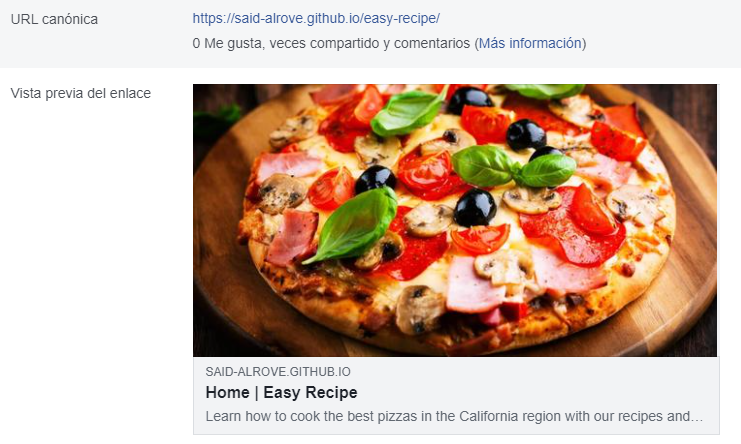 URL canónica
https://said-alrove.github.io/easy-recipe/
0 Me gusta, veces compartido y comentarios (Más información)
Vista previa del enlace
SAID-ALROVE.GITHUB.IO
Home | Easy Recipe
Learn how to cook the best pizzas in the California region with our recipes and…